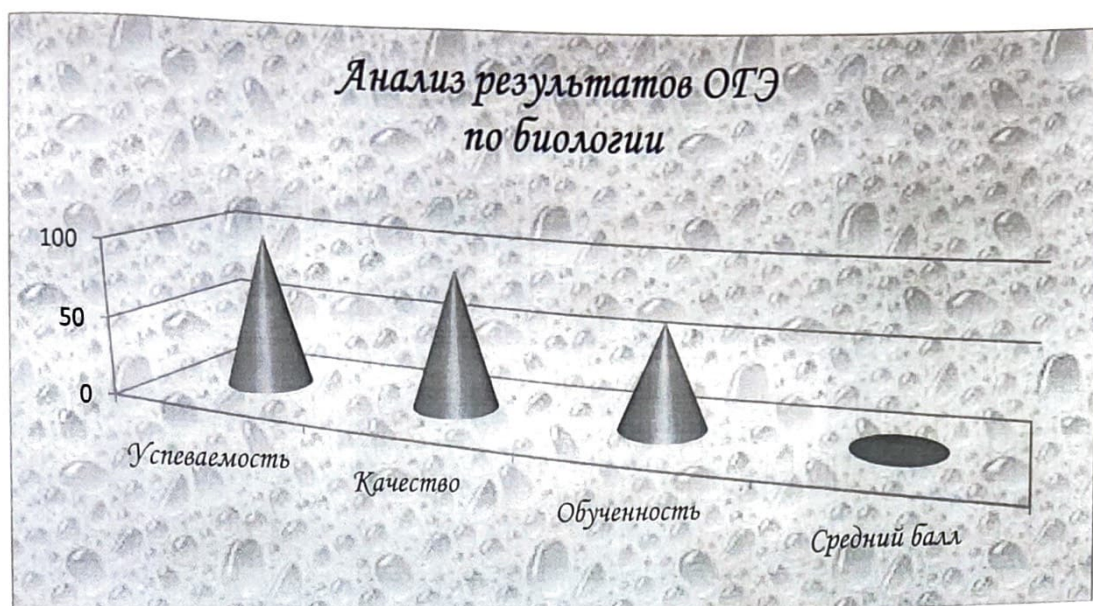 Анализ результатов ОГЭ
по биологии
100
50
0
Успеваемость
Качество
Обученность
Средний балл